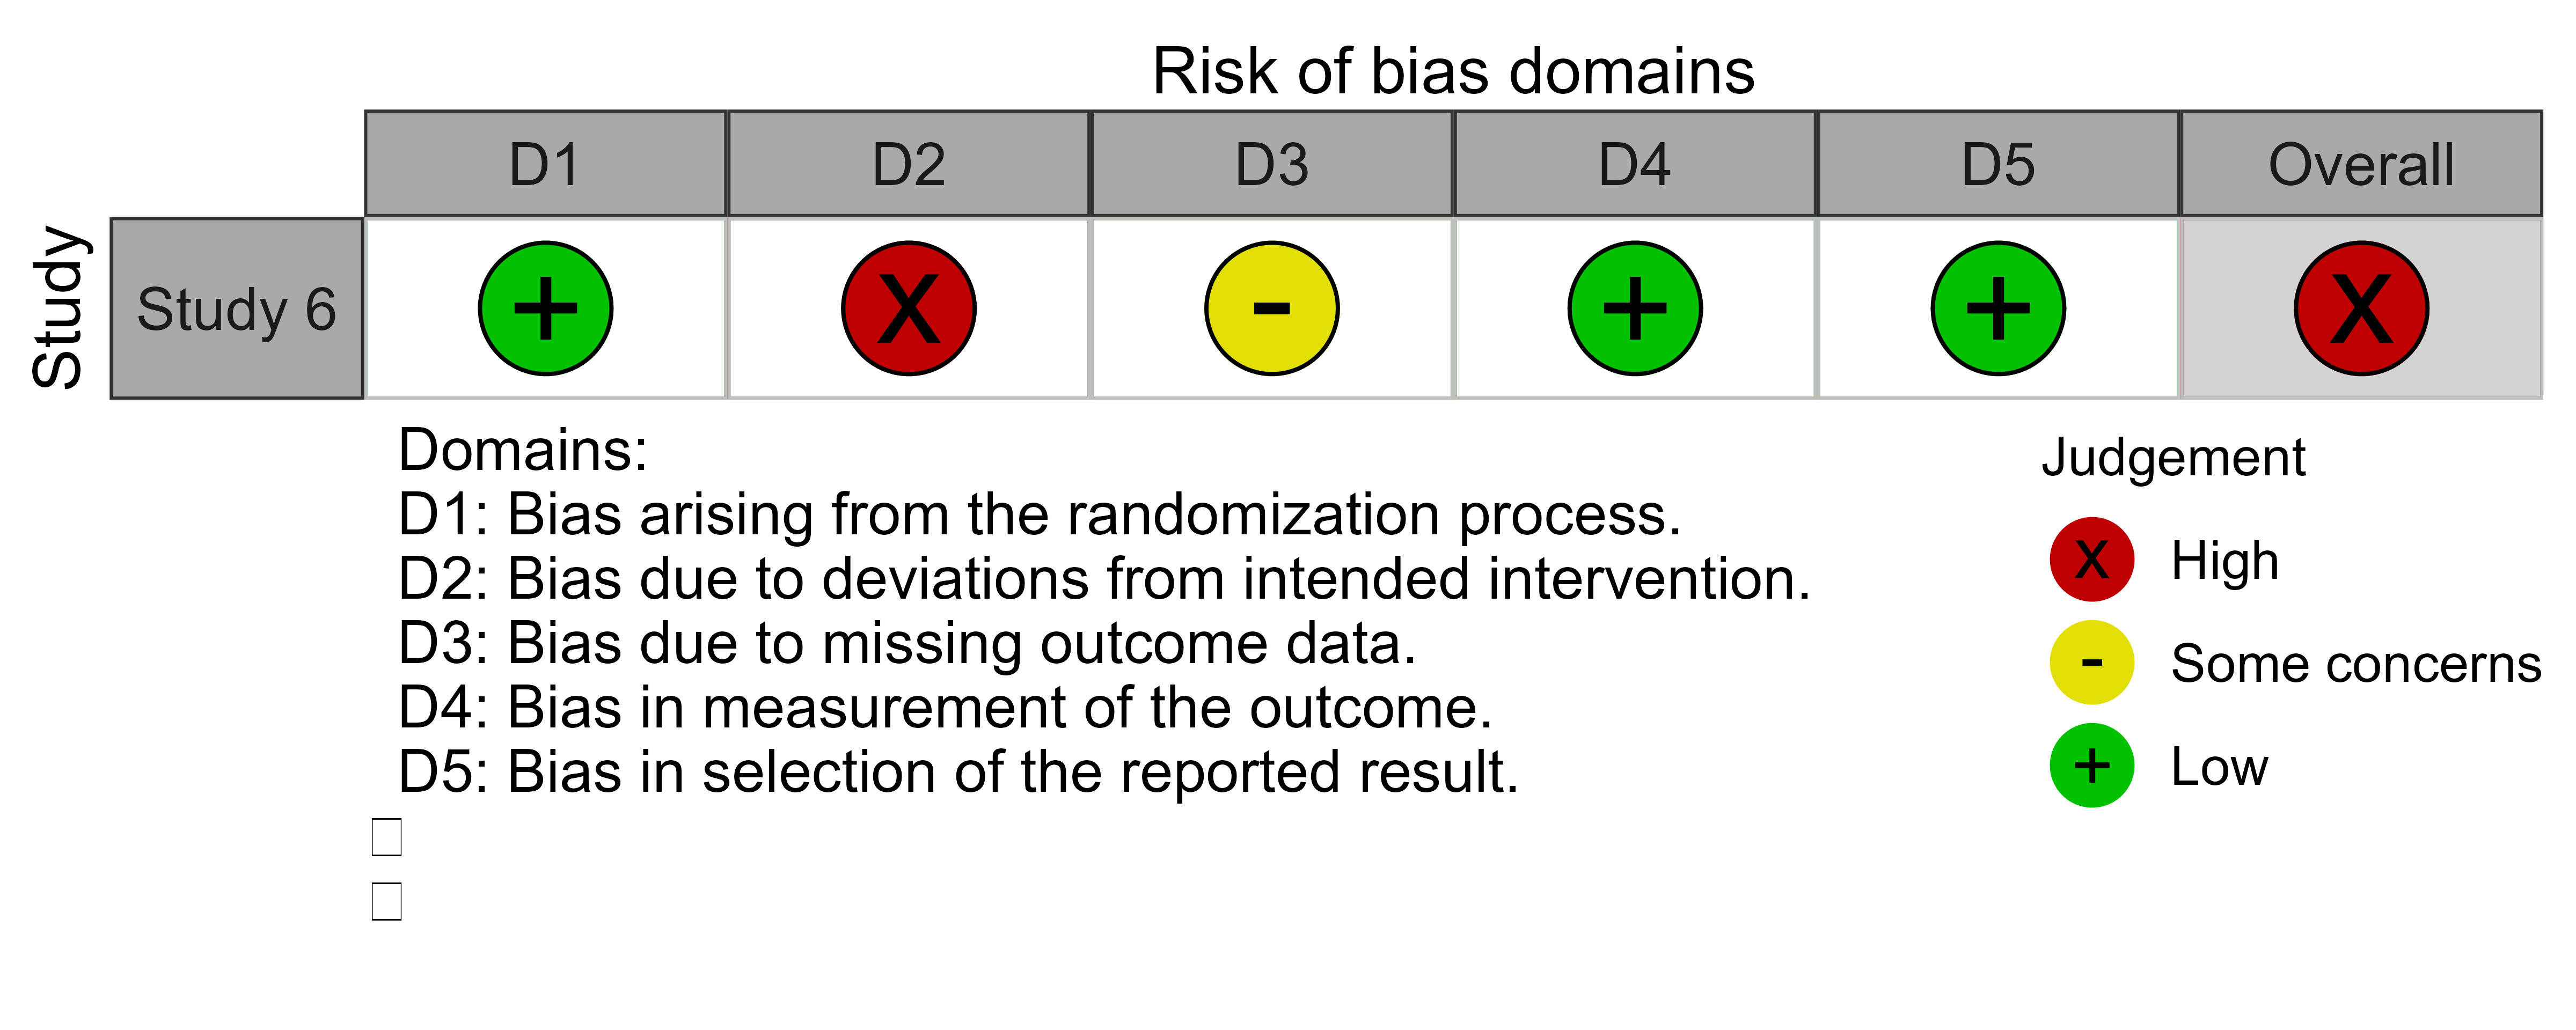 Risk of bias domains
D1 D2 D3 D4 D5 Overall
Study
Study 6 + X - + + X
Domains:
D1: Bias arising from the randomization process.
D2: Bias due to deviations from intended intervention.
D3: Bias due to missing outcome data.
D4: Bias in measurement of the outcome.
D5: Bias in selection of the reported result.
Judgement
X High
- Some concerns
+ Low